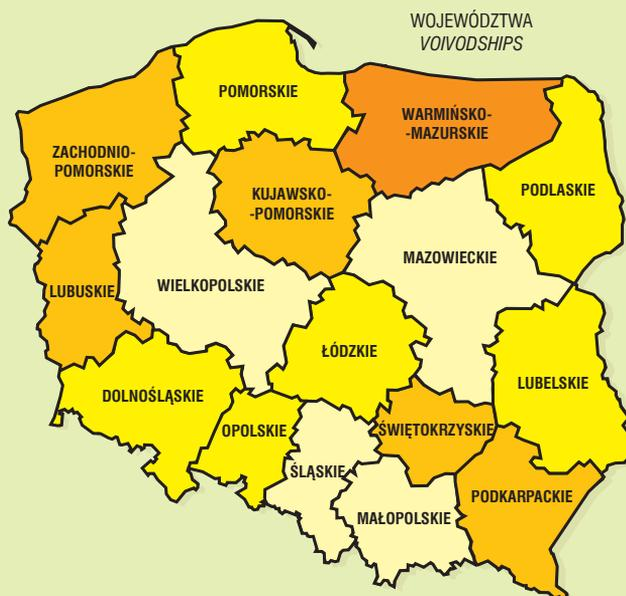 WOJEWÓDZTWA
VOIVODSHIPS
POMORSKIE
WARMIŃSKO-
-MAZURSKIE
ZACHODNIO-
POMORSKIE
KUJAWSKO-
-POMORSKIE
PODLASKIE
MAZOWIECKIE
LUBUSKIE
WIELKOPOLSKIE
ŁÓDZKIE
LUBELSKIE
DOLNOŚLĄSKIE
OPOLSKIE
ŚWIĘTOKRZYSKIE
ŚLĄSKIE
PODKARPACKIE
MAŁOPOLSKIE